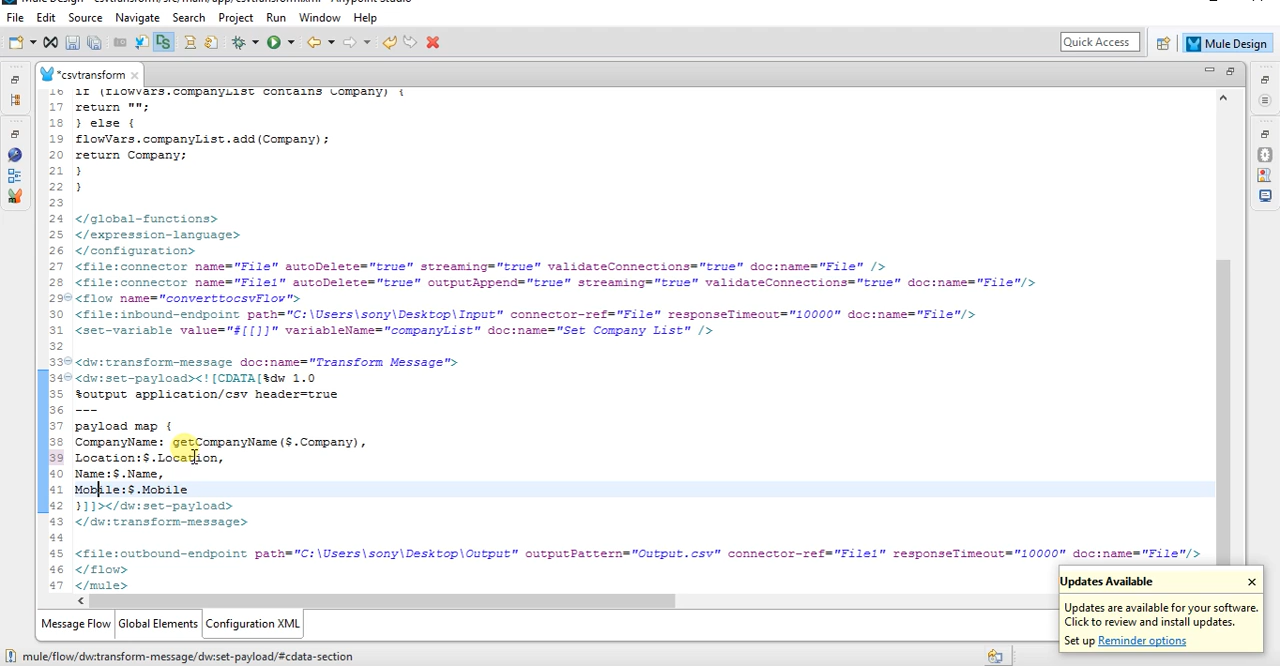 File Edit Source Navigate Search Project Run Window Help
Quick Access
Mule Design
*csvtransform
16 if (flowVars.companyList contains Company) {
17 return "";
18 } else {
19 flowVars.companyList.add(Company);
20 return Company;
21 }
22 }
23
24 </global-functions>
25 </expression-language>
26 </configuration>
27 <file:connector name="File" autoDelete="true" streaming="true" validateConnections="true" doc:name="File" />
28 <file:connector name="File1" autoDelete="true" outputAppend="true" streaming="true" validateConnections="true" doc:name="File"/>
29 <flow name="converttocsvFlow">
30 <file:inbound-endpoint path="C:\Users\sony\Desktop\Input" connector-ref="File" responseTimeout="10000" doc:name="File"/>
31 <set-variable value="#[[]]" variableName="companyList" doc:name="Set Company List" />
32
33 <dw:transform-message doc:name="Transform Message">
34 <dw:set-payload><![CDATA[%dw 1.0
35 %output application/csv header=true
36 ---
37 payload map {
38 CompanyName: getCompanyName($.Company),
39 Location:$.Location,
40 Name:$.Name,
41 Mobile:$.Mobile
42 }]]></dw:set-payload>
43 </dw:transform-message>
44
45 <file:outbound-endpoint path="C:\Users\sony\Desktop\Output" outputPattern="Output.csv" connector-ref="File1" responseTimeout="10000" doc:name="File"/>
46 </flow>
47 </mule>
Updates Available
Updates are available for your software.
Click to review and install updates.
Set up Reminder options
Message Flow Global Elements Configuration XML
mule/flow/dw:transform-message/dw:set-payload/#cdata-section